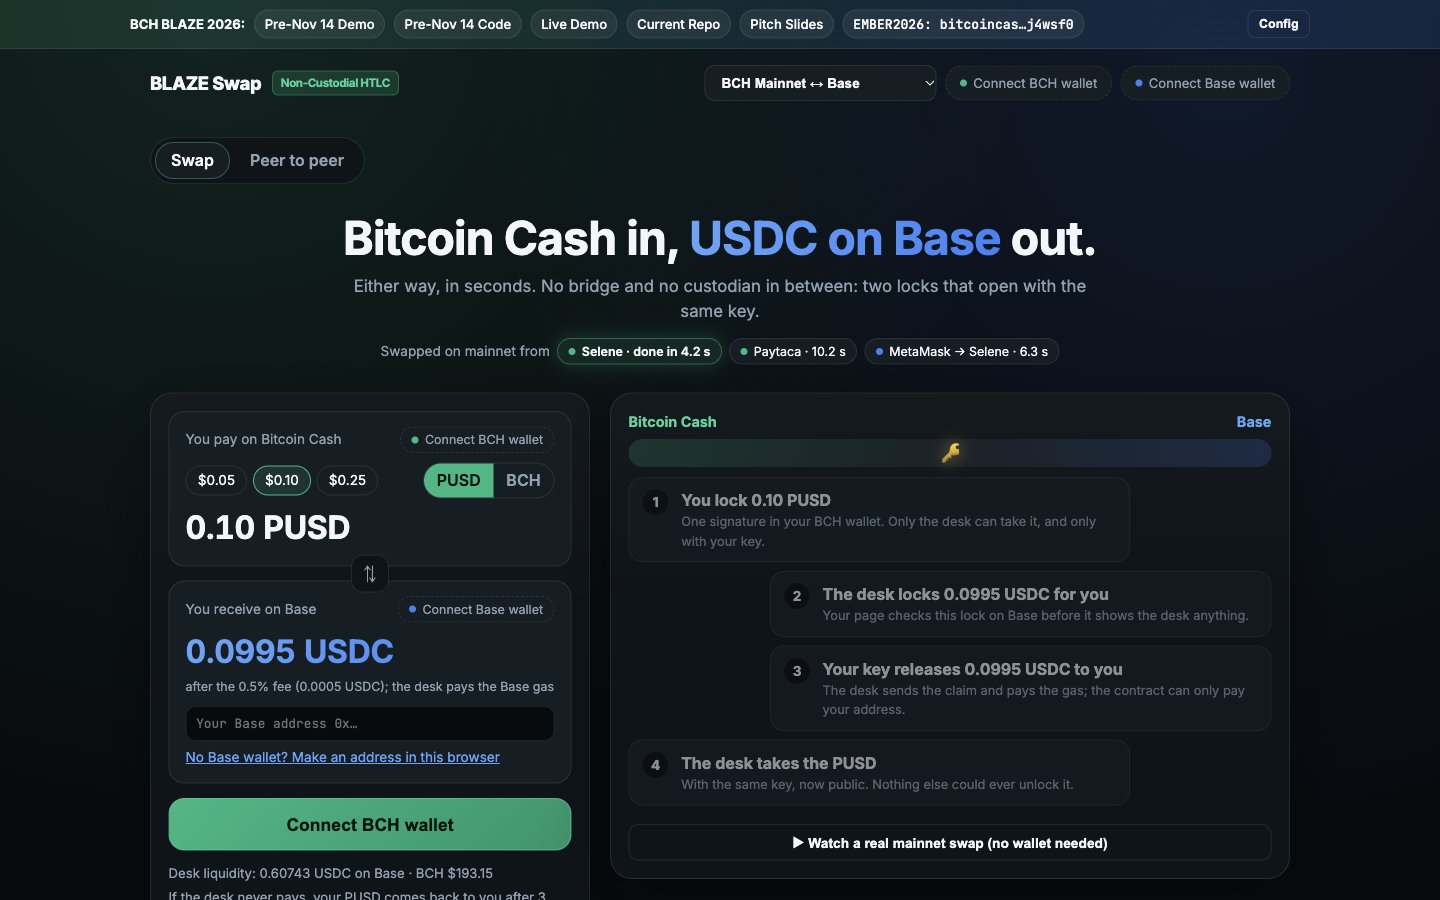 BCH BLAZE 2026: Pre-Nov 14 Demo Pre-Nov 14 Code Live Demo Current Repo Pitch Slides EMBER2026: bitcoincas…j4wsf0 Config
BLAZE Swap Non-Custodial HTLC BCH Mainnet ↔ Base Connect BCH wallet Connect Base wallet
Swap Peer to peer
Bitcoin Cash in, USDC on Base out.
Either way, in seconds. No bridge and no custodian in between: two locks that open with the
same key.
Swapped on mainnet from Selene · done in 4.2 s Paytaca · 10.2 s MetaMask → Selene · 6.3 s
You pay on Bitcoin Cash Connect BCH wallet
$0.05 $0.10 $0.25 PUSD BCH
0.10 PUSD
You receive on Base Connect Base wallet
0.0995 USDC
after the 0.5% fee (0.0005 USDC); the desk pays the Base gas
Your Base address 0x…
No Base wallet? Make an address in this browser
Connect BCH wallet
Desk liquidity: 0.60743 USDC on Base · BCH $193.15
If the desk never pays, your PUSD comes back to you after 3
Bitcoin Cash Base
1 You lock 0.10 PUSD
One signature in your BCH wallet. Only the desk can take it, and only
with your key.
2 The desk locks 0.0995 USDC for you
Your page checks this lock on Base before it shows the desk anything.
3 Your key releases 0.0995 USDC to you
The desk sends the claim and pays the gas; the contract can only pay
your address.
4 The desk takes the PUSD
With the same key, now public. Nothing else could ever unlock it.
▶ Watch a real mainnet swap (no wallet needed)